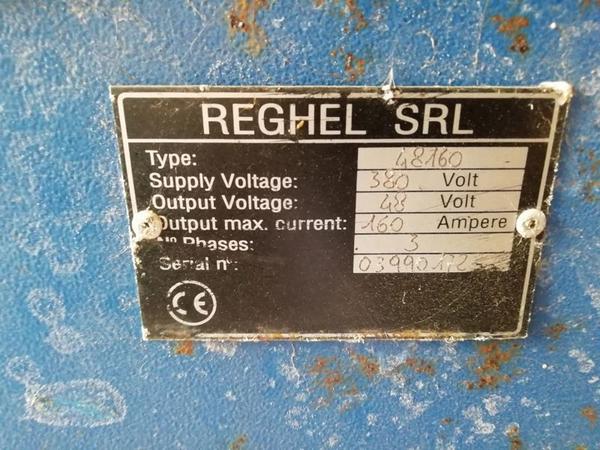 REGHEL SRL
Type: 48160
Supply Voltage: 380 Volt
Output Voltage: 48 Volt
Output max. current: 160 Ampere
Nº Phases: 3
Serial nº:
CE